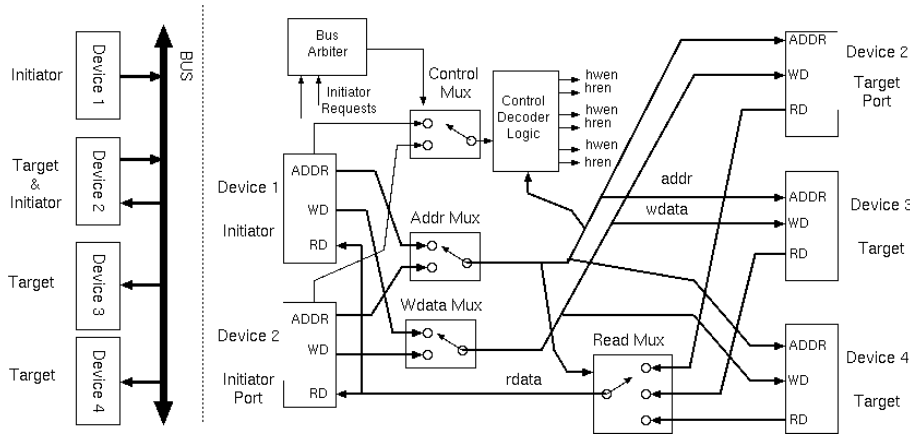 Initiator
Device 1
BUS
Target
&
Initiator
Device 2
Target
Device 3
Target
Device 4
Bus
Arbiter
Initiator
Requests
Control
Mux
Control
Decoder
Logic
hwen
hren
hwen
hren
hwen
hren
Device 1
Initiator
ADDR
WD
RD
Addr Mux
Device 2
Initiator
Port
ADDR
WD
RD
Wdata Mux
rdata
Read Mux
addr
wdata
ADDR
WD
RD
Device 2
Target
Port
ADDR
WD
RD
Device 3
Target
ADDR
WD
RD
Device 4
Target